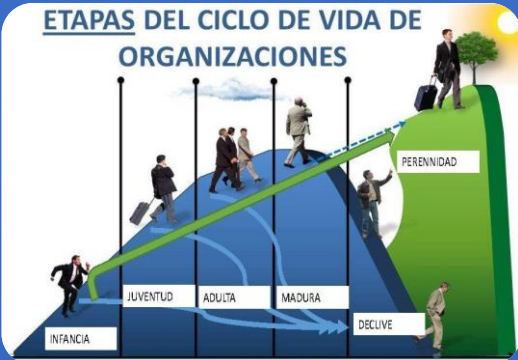 ETAPAS DEL CICLO DE VIDA DE
ORGANIZACIONES
PERENNIDAD
JUVENTUD
ADULTA
MADURA
DECLIVE
INFANCIA